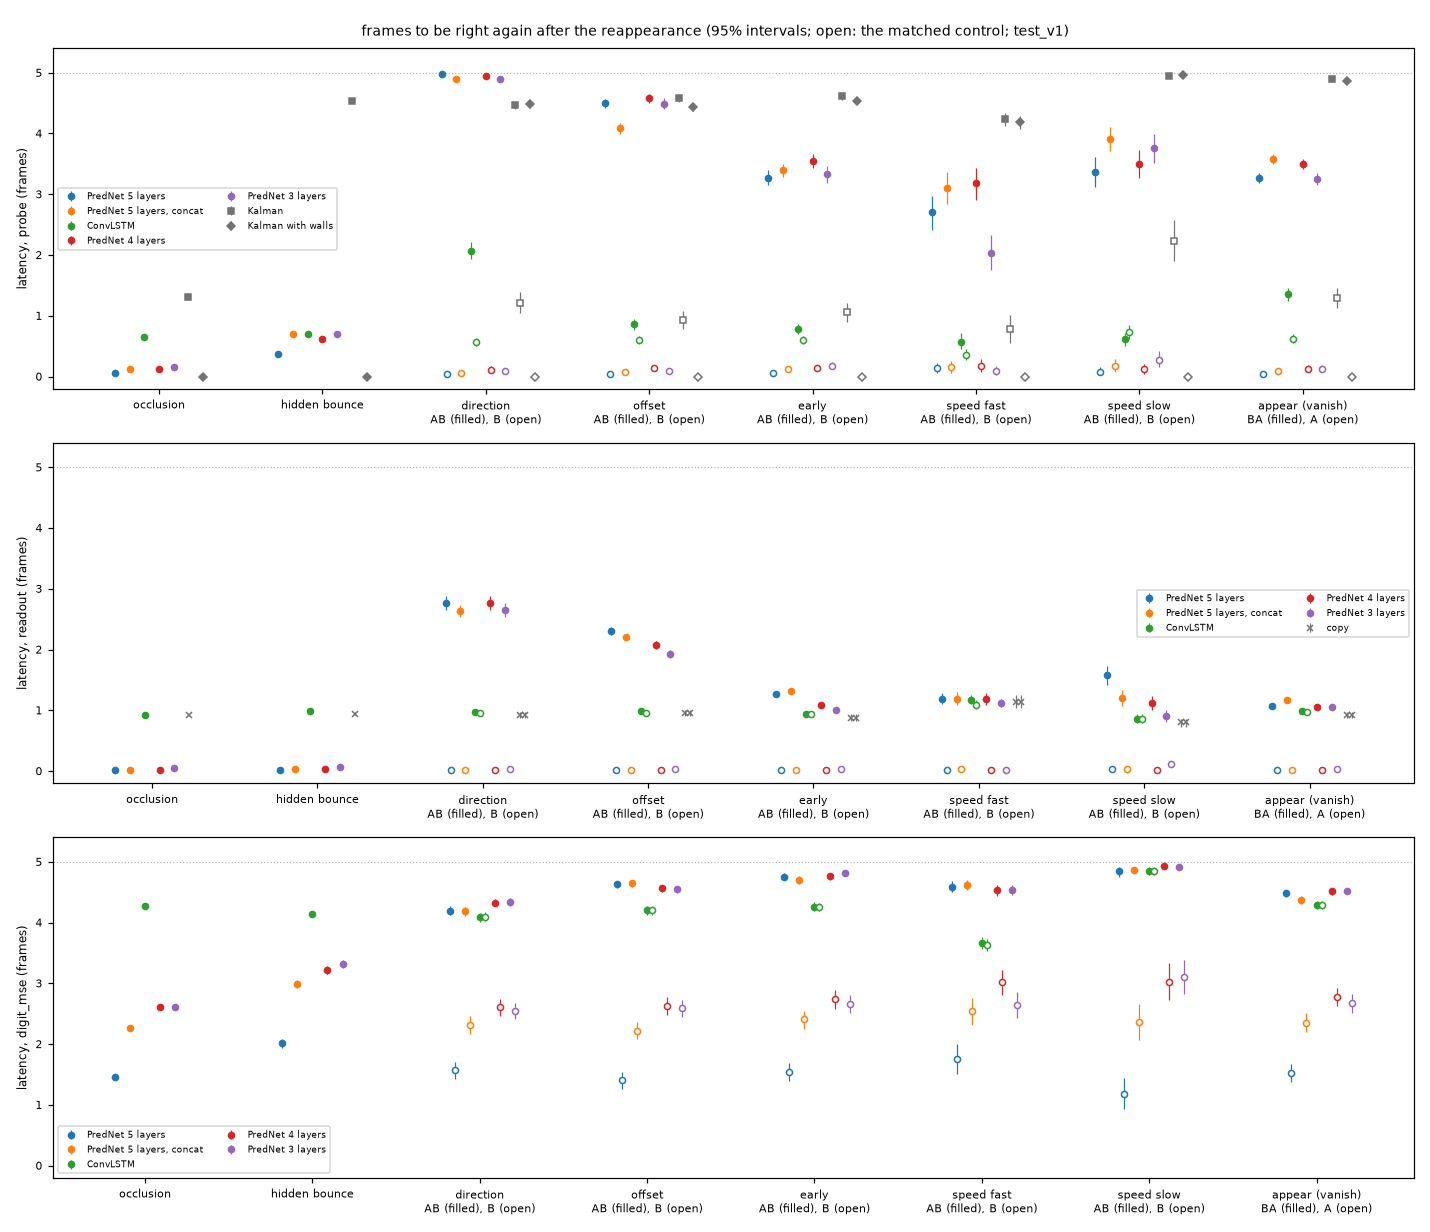 frames to be right again after the reappearance (95% intervals; open: the matched control; test_v1)
latency, probe (frames)
5
4
3
2
1
0
PredNet 5 layers
PredNet 5 layers, concat
ConvLSTM
PredNet 4 layers
PredNet 3 layers
Kalman
Kalman with walls
occlusion
hidden bounce
direction
AB (filled), B (open)
offset
AB (filled), B (open)
early
AB (filled), B (open)
speed fast
AB (filled), B (open)
speed slow
AB (filled), B (open)
appear (vanish)
BA (filled), A (open)
latency, readout (frames)
5
4
3
2
1
0
PredNet 5 layers
PredNet 5 layers, concat
ConvLSTM
PredNet 4 layers
PredNet 3 layers
copy
occlusion
hidden bounce
direction
AB (filled), B (open)
offset
AB (filled), B (open)
early
AB (filled), B (open)
speed fast
AB (filled), B (open)
speed slow
AB (filled), B (open)
appear (vanish)
BA (filled), A (open)
latency, digit_mse (frames)
5
4
3
2
1
0
PredNet 5 layers
PredNet 5 layers, concat
ConvLSTM
PredNet 4 layers
PredNet 3 layers
occlusion
hidden bounce
direction
AB (filled), B (open)
offset
AB (filled), B (open)
early
AB (filled), B (open)
speed fast
AB (filled), B (open)
speed slow
AB (filled), B (open)
appear (vanish)
BA (filled), A (open)